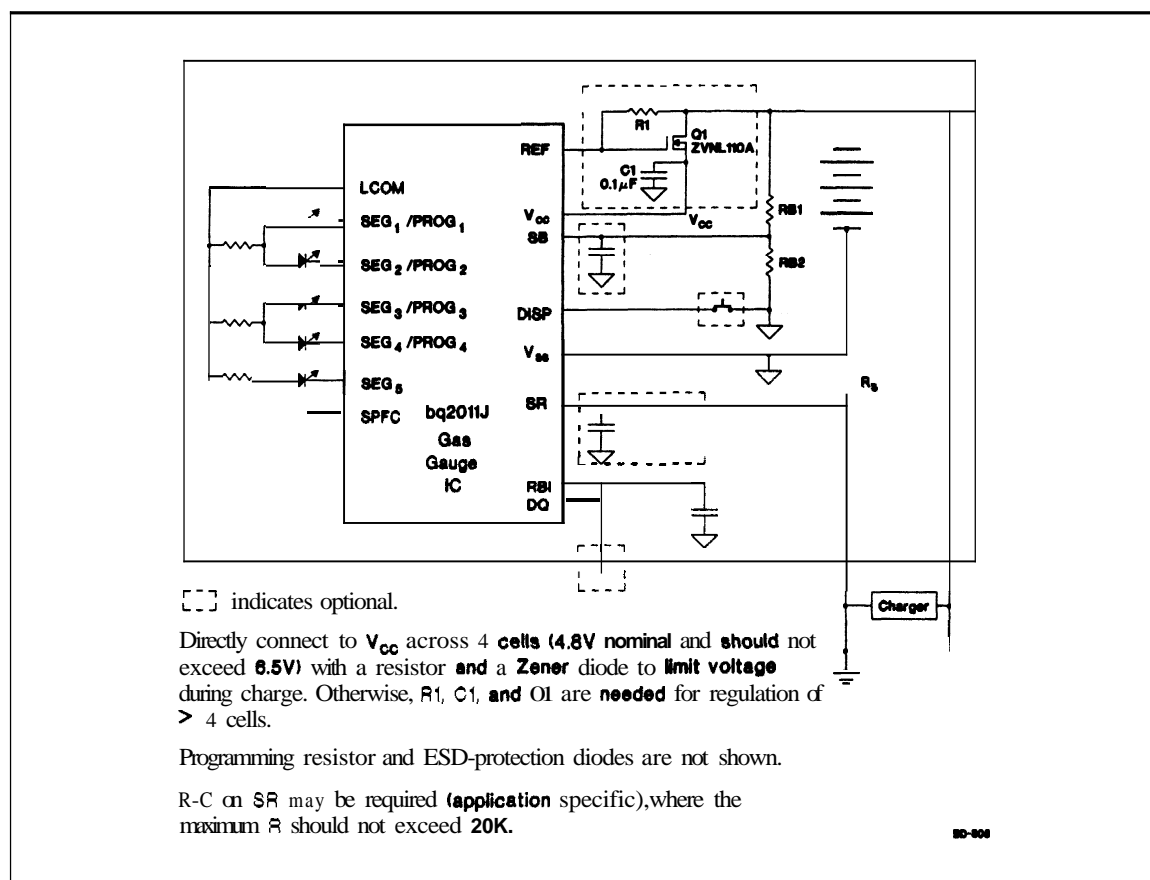 R1
Q1
ZVNL110A
C1
0.1µF
REF
LCOM
VCC
VCC
SEG1 /PROG1
SB
RB1
SEG2 /PROG2
RB2
SEG3 /PROG3
DISP
SEG4 /PROG4
Vss
SEG5
RS
SR
SPFC
bq2011J
Gas
Gauge
IC
RBI
DQ
Charger
indicates optional.
Directly connect to VCC across 4 cells (4.8V nominal and should not
exceed 6.5V) with a resistor and a Zener diode to limit voltage
during charge. Otherwise, R1, C1, and O1 are needed for regulation of
> 4 cells.
Programming resistor and ESD-protection diodes are not shown.
R-C on SR may be required (application specific),where the
maximum R should not exceed 20K.
BD-806